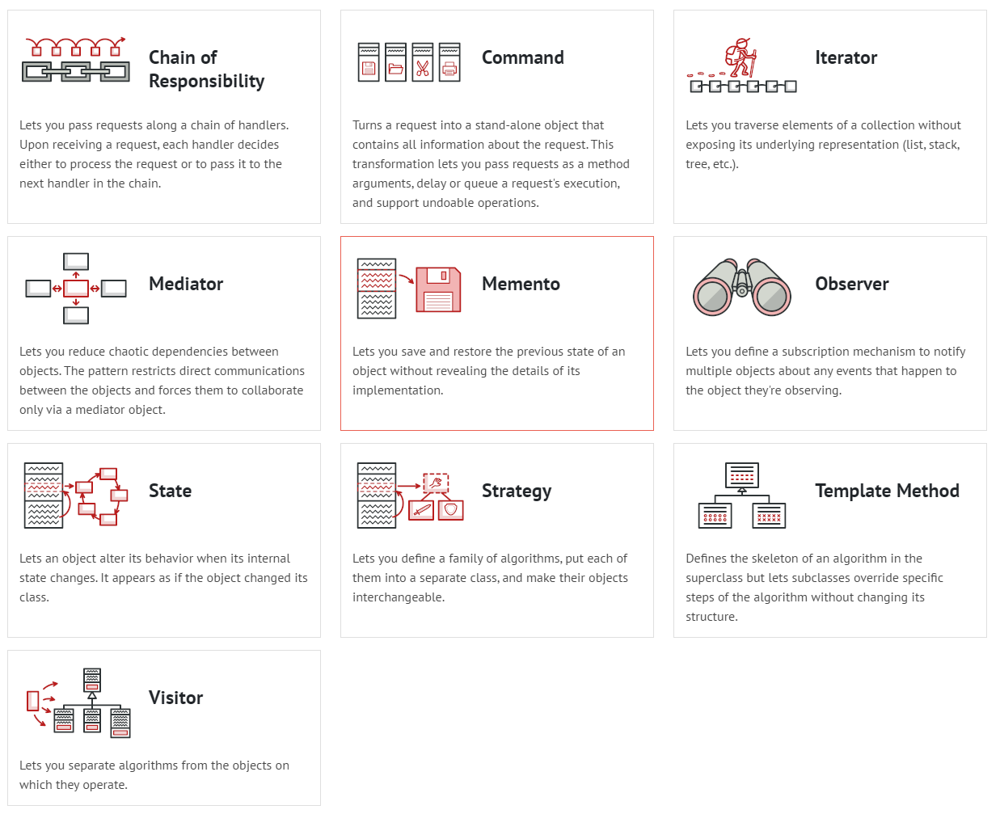 Chain of
Responsibility
Lets you pass requests along a chain of handlers.
Upon receiving a request, each handler decides
either to process the request or to pass it to the
next handler in the chain.
Command
Turns a request into a stand-alone object that
contains all information about the request. This
transformation lets you pass requests as a method
arguments, delay or queue a request's execution,
and support undoable operations.
Iterator
Lets you traverse elements of a collection without
exposing its underlying representation (list, stack,
tree, etc.).
Mediator
Lets you reduce chaotic dependencies between
objects. The pattern restricts direct communications
between the objects and forces them to collaborate
only via a mediator object.
Memento
Lets you save and restore the previous state of an
object without revealing the details of its
implementation.
Observer
Lets you define a subscription mechanism to notify
multiple objects about any events that happen to
the object they're observing.
State
Lets an object alter its behavior when its internal
state changes. It appears as if the object changed its
class.
Strategy
Lets you define a family of algorithms, put each of
them into a separate class, and make their objects
interchangeable.
Template Method
Defines the skeleton of an algorithm in the
superclass but lets subclasses override specific
steps of the algorithm without changing its
structure.
Visitor
Lets you separate algorithms from the objects on
which they operate.